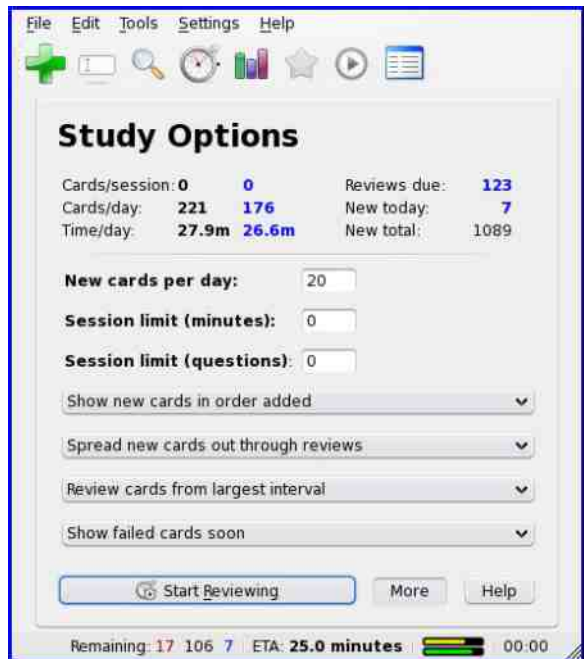 File Edit Tools Settings Help
Study Options
Cards/session: 0 0 Reviews due: 123
Cards/day: 221 176 New today: 7
Time/day: 27.9m 26.6m New total: 1089
New cards per day: 20
Session limit (minutes): 0
Session limit (questions): 0
Show new cards in order added
Spread new cards out through reviews
Review cards from largest interval
Show failed cards soon
Start Reviewing More Help
Remaining: 17 106 7 ETA: 25.0 minutes 00:00